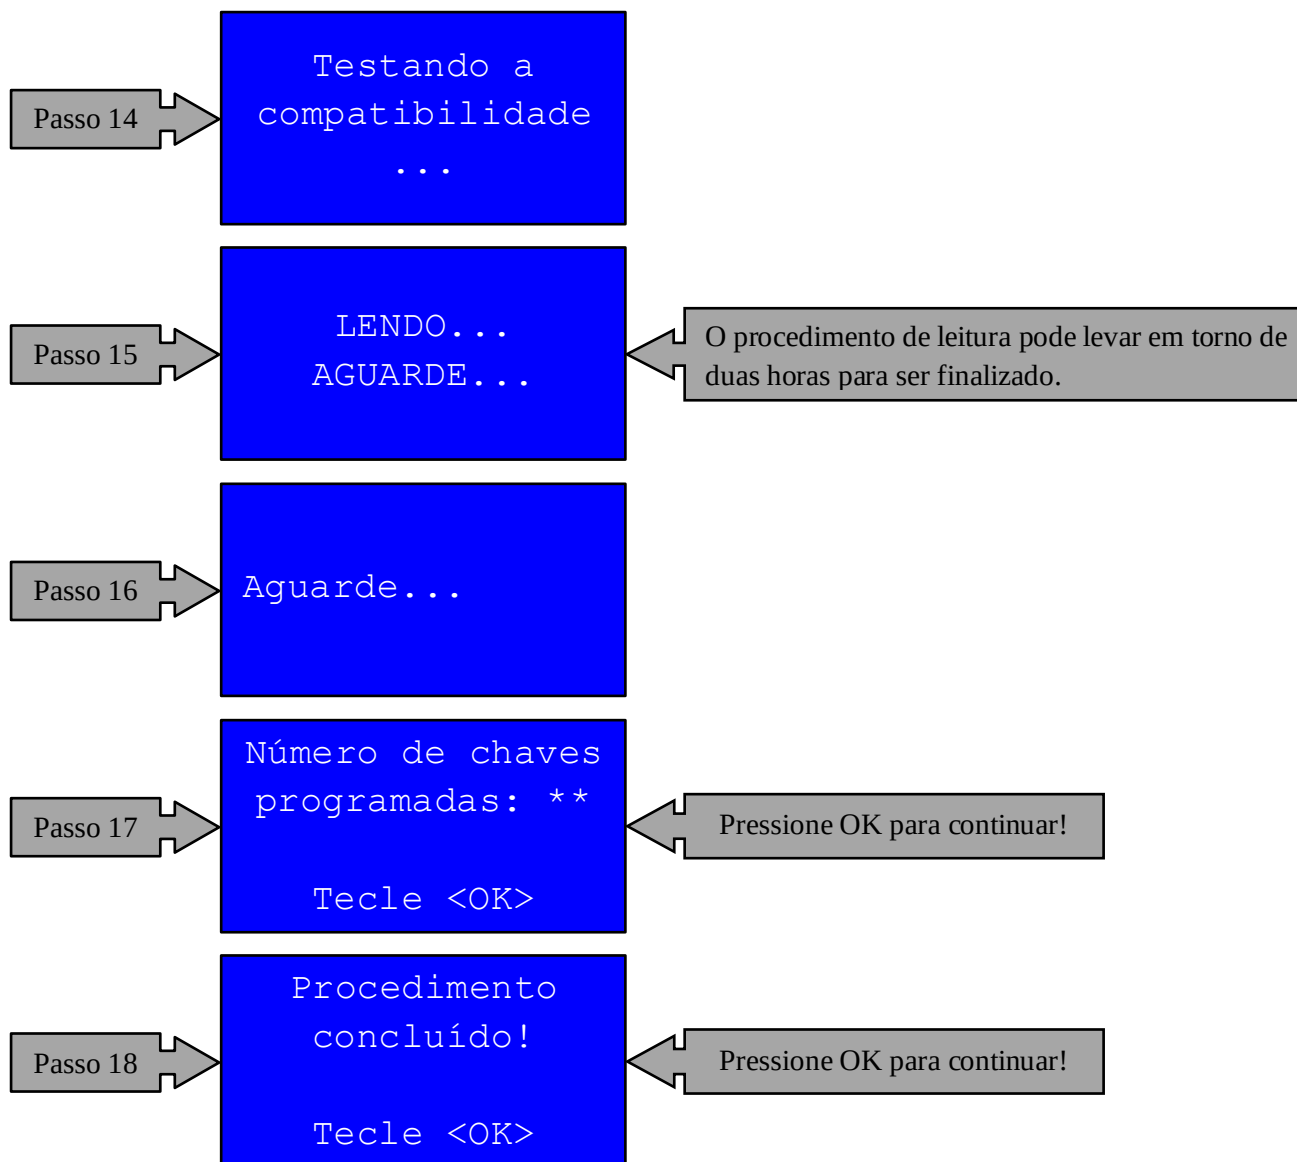 Passo 14
Testando a
compatibilidade
...
Passo 15
LENDO...
AGUARDE...
O procedimento de leitura pode levar em torno de
duas horas para ser finalizado.
Passo 16
Aguarde...
Passo 17
Número de chaves
programadas: **
Tecle <OK>
Pressione OK para continuar!
Passo 18
Procedimento
concluído!
Tecle <OK>
Pressione OK para continuar!